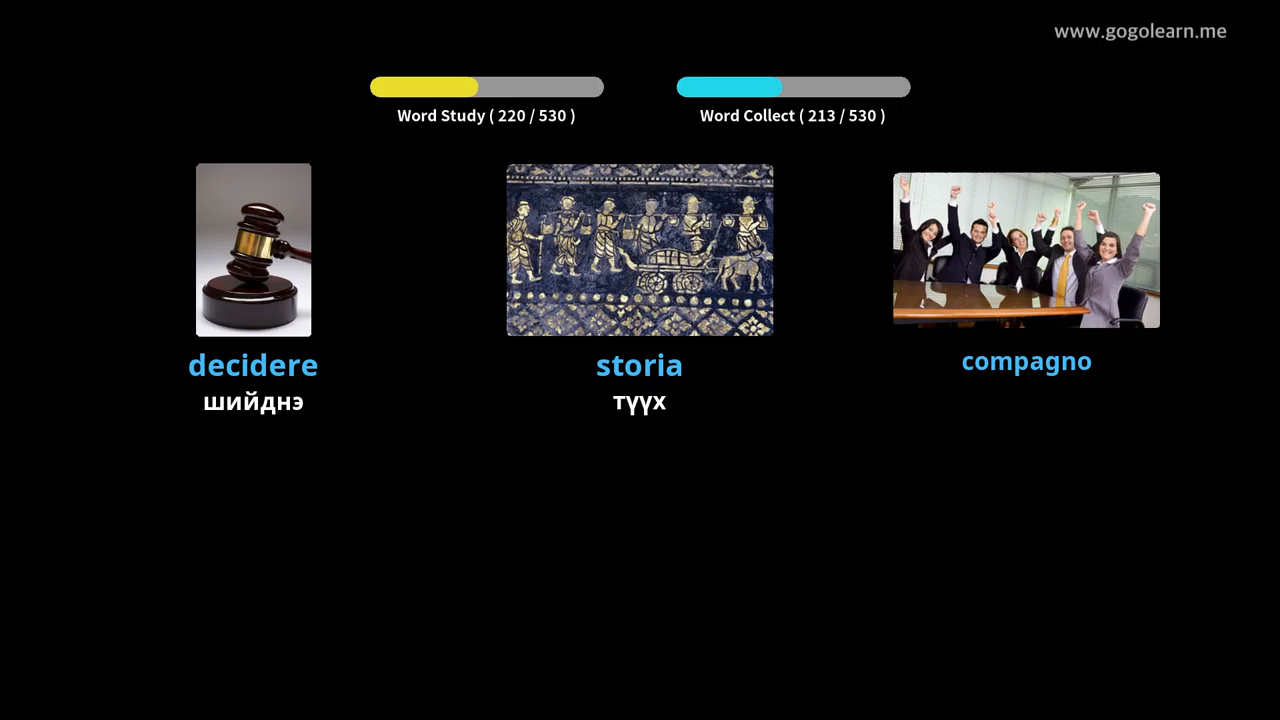 www.gogolearn.me
Word Study ( 220 / 530 )
Word Collect ( 213 / 530 )
decidere
шийднэ
storia
түүх
compagno